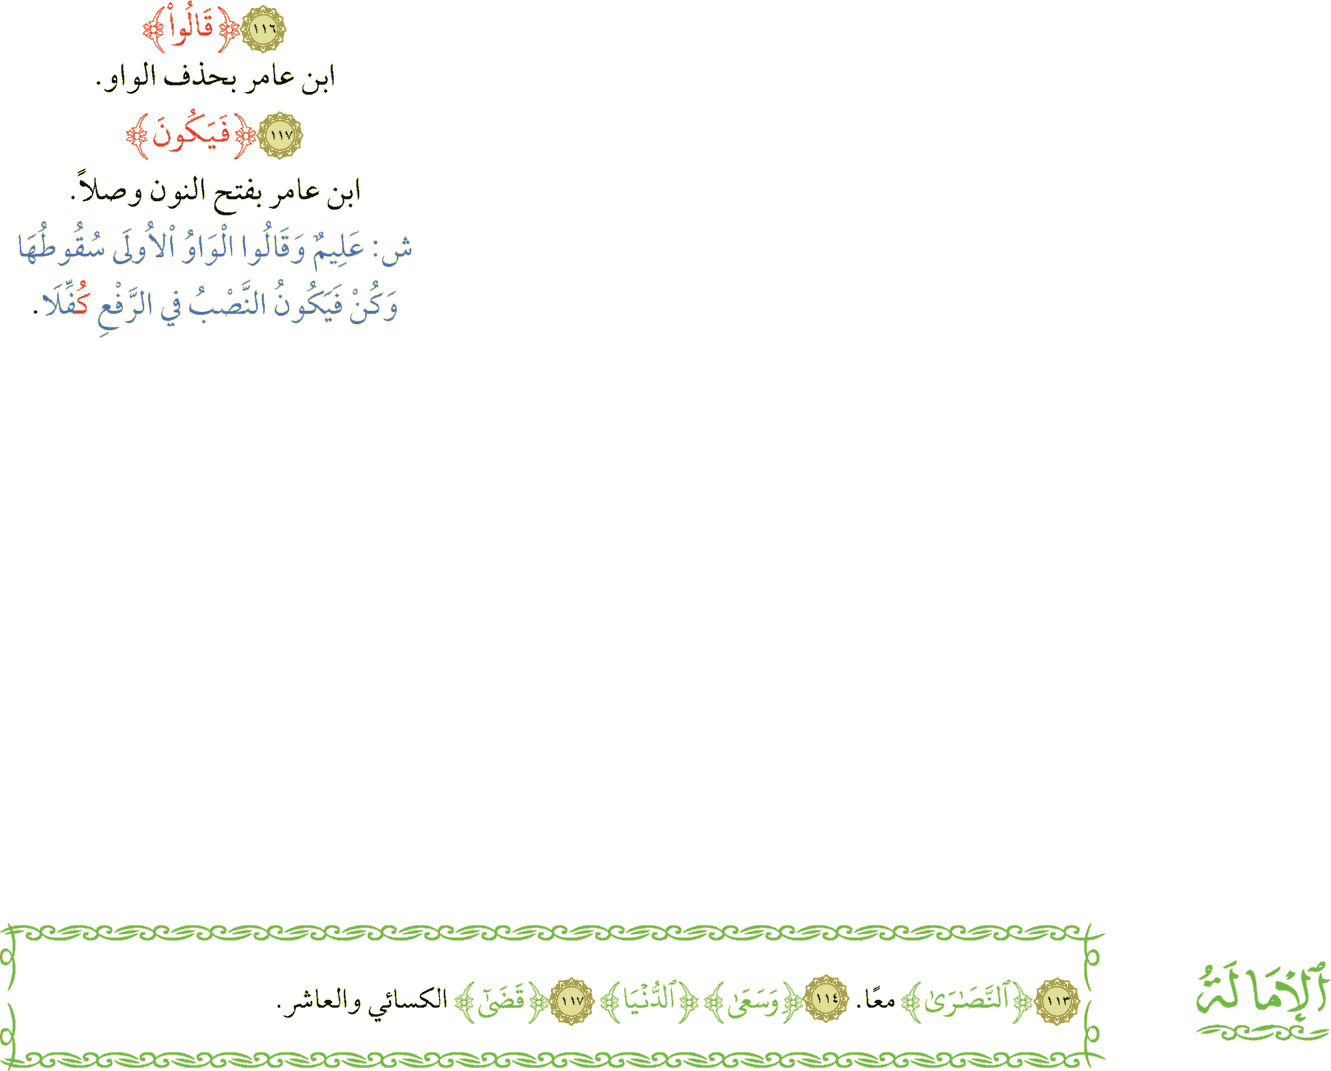 ١١٦ ﴿قَالُواْ﴾
ابن عامر بحذف الواو.
١١٧ ﴿فَيَكُونَ﴾
ابن عامر بفتح النون وصلاً.
ش: عَلِيمٌ وَقَالُوا الْوَاوُ الْأُولَى سُقُوطُهَا
وَكُنْ فَيَكُونُ النَّصْبُ فِي الرَّفْعِ كُفِّلَا.
ٱلْإِمَالَةُ
١١٣ ﴿ٱلنَّصَـٰرَىٰ﴾ معًا. ١١٤ ﴿وَسَعَىٰ﴾ ﴿ٱلدُّنْيَا﴾ ١١٧ ﴿قَضَىٰٓ﴾ الكسائي والعاشر.